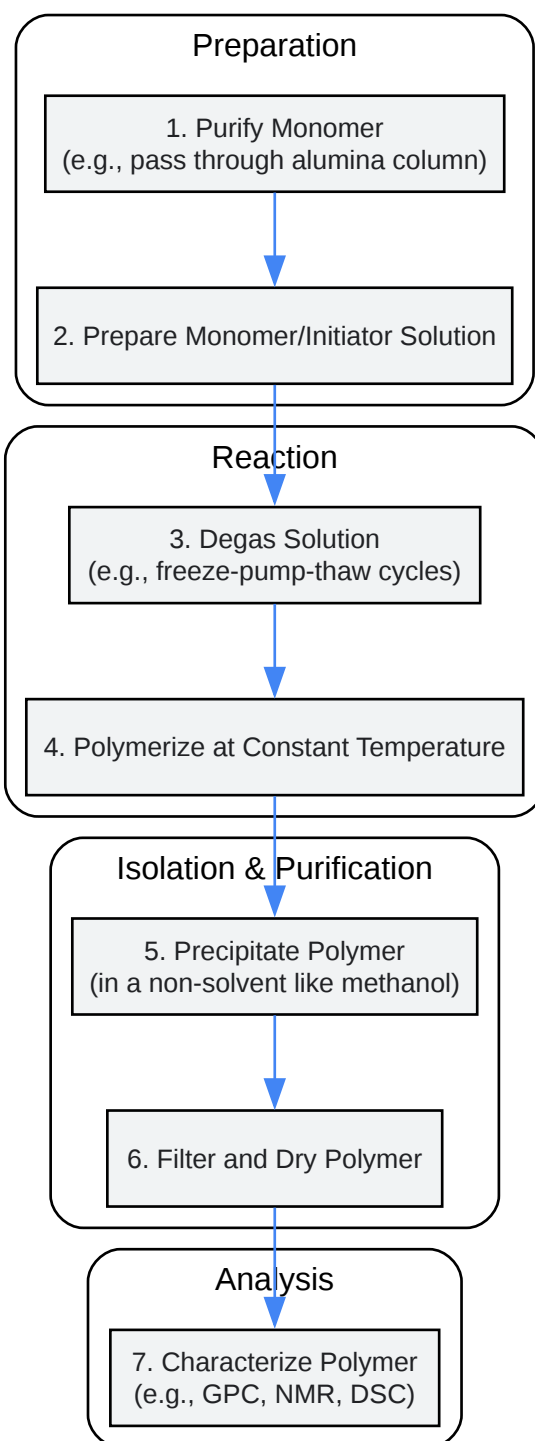 Preparation
1. Purify Monomer
(e.g., pass through alumina column)
2. Prepare Monomer/Initiator Solution
Reaction
3. Degas Solution
(e.g., freeze-pump-thaw cycles)
4. Polymerize at Constant Temperature
Isolation & Purification
5. Precipitate Polymer
(in a non-solvent like methanol)
6. Filter and Dry Polymer
Analysis
7. Characterize Polymer
(e.g., GPC, NMR, DSC)